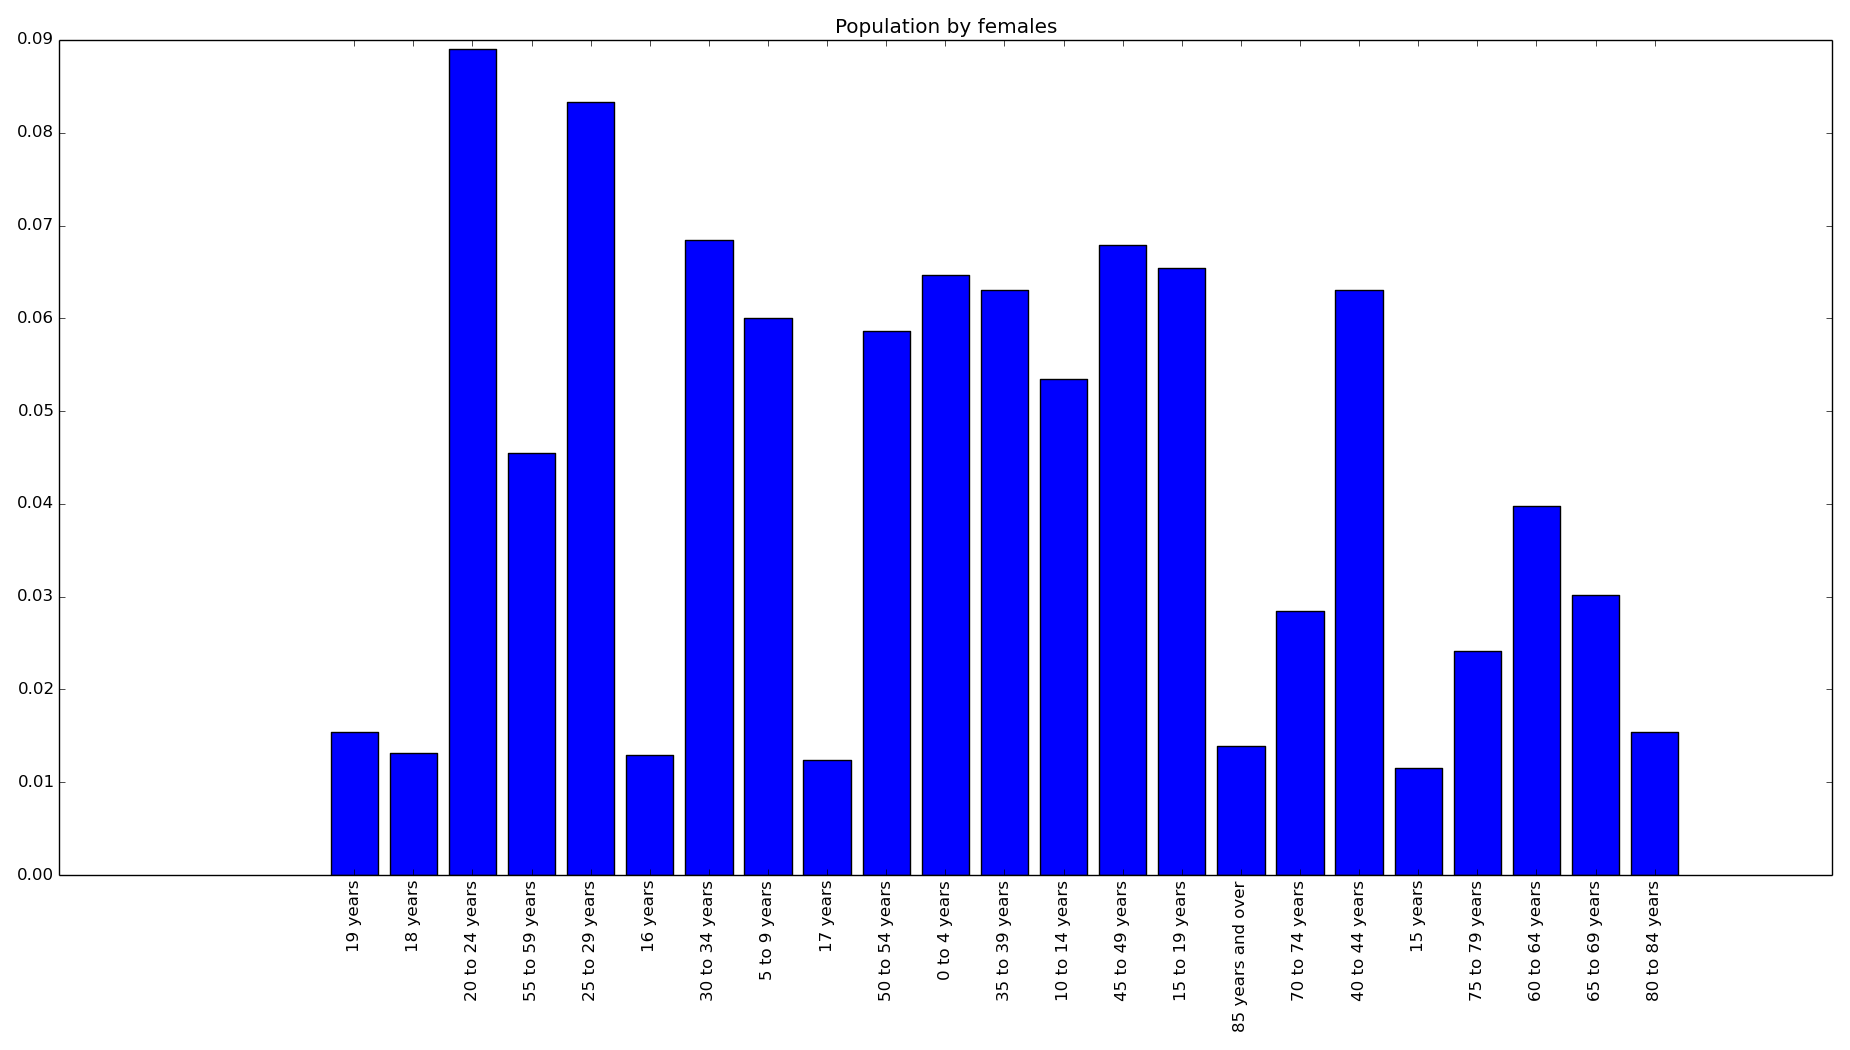 Population by females
0.09
0.08
0.07
0.06
0.05
0.04
0.03
0.02
0.01
0.00
19 years
18 years
20 to 24 years
55 to 59 years
25 to 29 years
16 years
30 to 34 years
5 to 9 years
17 years
50 to 54 years
0 to 4 years
35 to 39 years
10 to 14 years
45 to 49 years
15 to 19 years
85 years and over
70 to 74 years
40 to 44 years
15 years
75 to 79 years
60 to 64 years
65 to 69 years
80 to 84 years